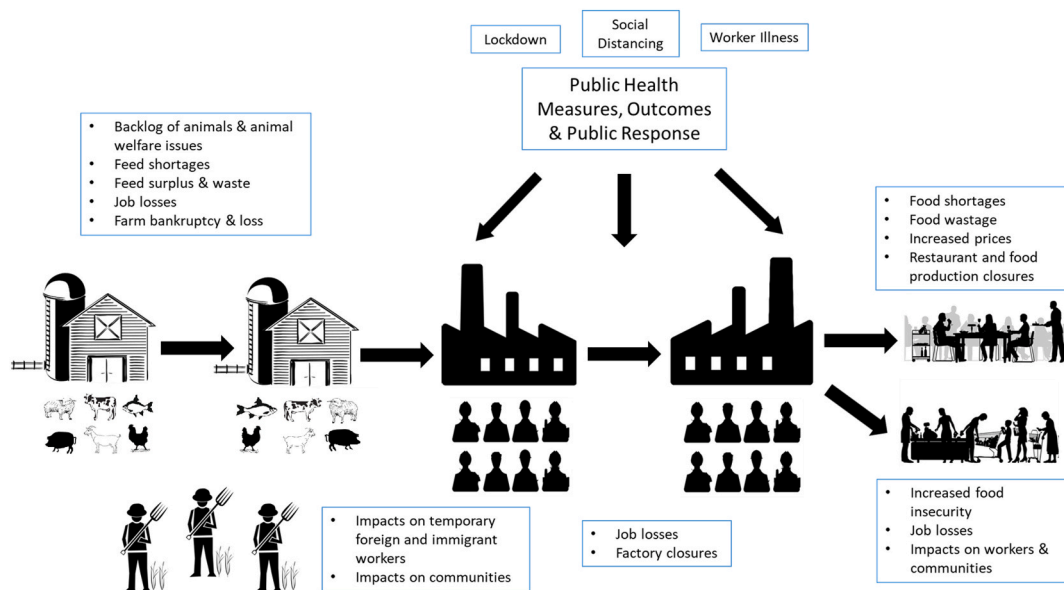 Lockdown
Social
Distancing
Worker Illness
Public Health
Measures, Outcomes
& Public Response
• Backlog of animals & animal
welfare issues
• Feed shortages
• Feed surplus & waste
• Job losses
• Farm bankruptcy & loss
• Food shortages
• Food wastage
• Increased prices
• Restaurant and food
production closures
• Impacts on temporary
foreign and immigrant
workers
• Impacts on communities
• Job losses
• Factory closures
• Increased food
insecurity
• Job losses
• Impacts on workers &
communities